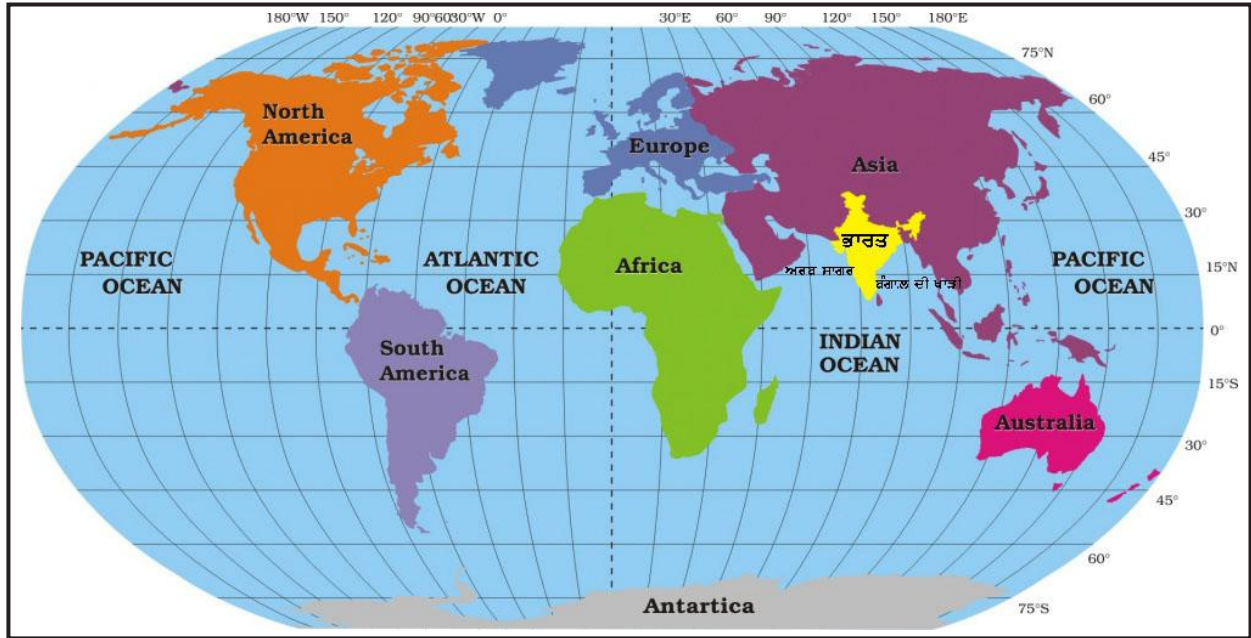 180°W 150° 120° 90°60°30°W 0° 30°E 60° 90° 120° 150° 180°E
75°N
60°
45°
30°
15°N
0°
15°S
30°
45°
60°
75°S
North
America
Europe
Asia
ਭਾਰਤ
ਅਰਬ ਸਾਗਰ
ਬੰਗਾਲ ਦੀ ਖਾੜੀ
PACIFIC
OCEAN
ATLANTIC
OCEAN
Africa
PACIFIC
OCEAN
South
America
INDIAN
OCEAN
Australia
Antartica